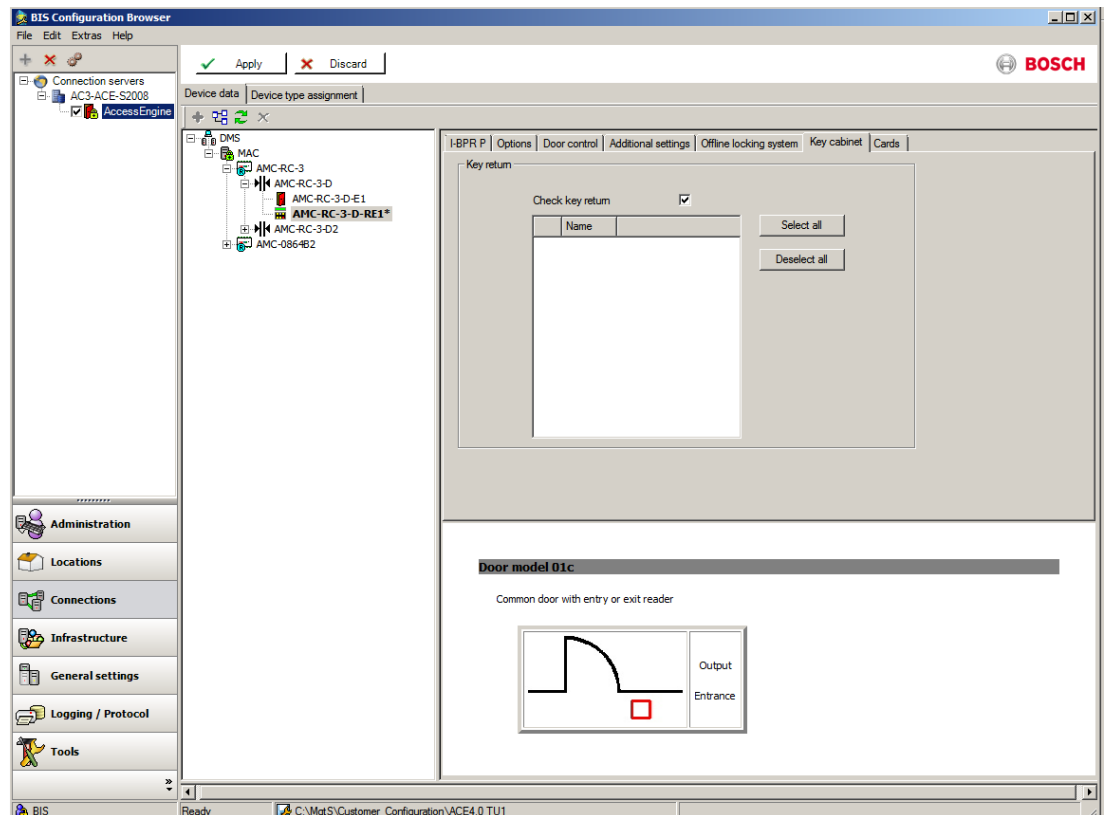 BIS Configuration Browser
File Edit Extras Help
Apply Discard
BOSCH
Connection servers
AC3-ACE-S2008
AccessEngine
Device data Device type assignment
DMS
MAC
AMC-RC-3
AMC-RC-3-D
AMC-RC-3-D-E1
AMC-RC-3-D-RE1*
AMC-RC-3-D2
AMC-0864B2
I-BPR P Options Door control Additional settings Offline locking system Key cabinet Cards
Key return
Check key return
Name
Select all
Deselect all
Administration
Locations
Connections
Infrastructure
General settings
Logging / Protocol
Tools
Door model 01c
Common door with entry or exit reader
Output
Entrance
BIS Ready C:\MgtS\Customer_Configuration\ACE4.0 TU1